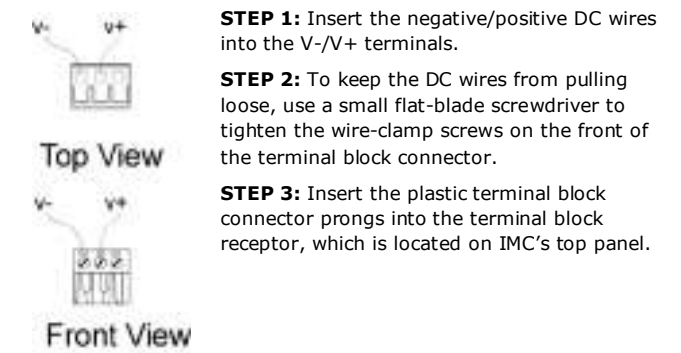 V- V+
Top View
V- V+
Front View
STEP 1: Insert the negative/positive DC wires
into the V-/V+ terminals.
STEP 2: To keep the DC wires from pulling
loose, use a small flat-blade screwdriver to
tighten the wire-clamp screws on the front of
the terminal block connector.
STEP 3: Insert the plastic terminal block
connector prongs into the terminal block
receptor, which is located on IMC’s top panel.